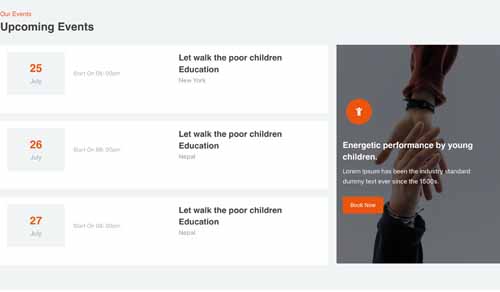 Our Events
Upcoming Events
25
July
Start On 08: 00pm
Let walk the poor children
Education
New York
26
July
Start On 08: 00pm
Let walk the poor children
Education
Nepal
27
July
Start On 08: 00pm
Let walk the poor children
Education
Nepal
Energetic performance by young
children.
Lorem Ipsum has been the industry standard
dummy text ever since the 1500s.
Book Now